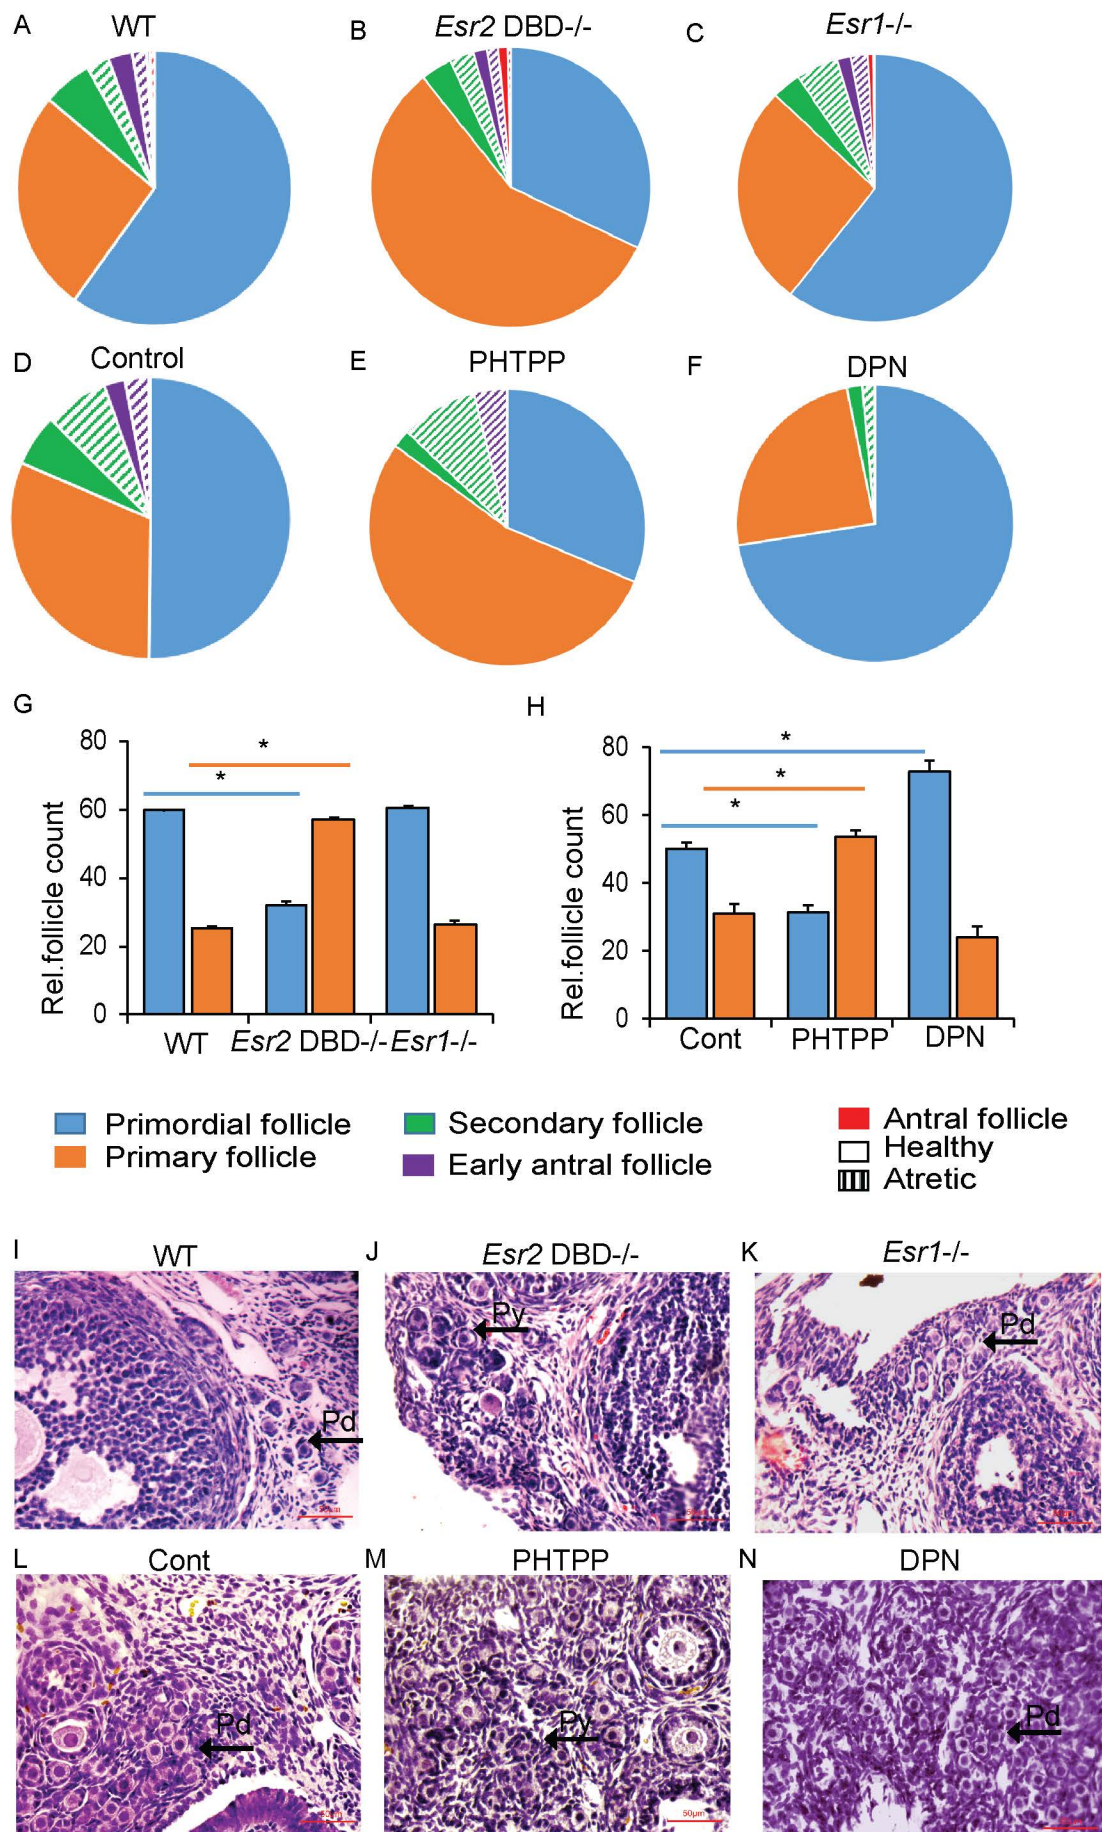 A WT B Esr2 DBD-/- C Esr1-/-
D Control E PHTPP F DPN
G H
80
60
40
20
0
Rel.follicle count
*
*
WT Esr2 DBD-/- Esr1-/-
80
60
40
20
0
Rel.follicle count
*
*
*
Cont PHTPP DPN
Primordial follicle
Primary follicle
Secondary follicle
Early antral follicle
Antral follicle
Healthy
Atretic
I WT J Esr2 DBD-/- K Esr1-/-
Pd
Py
Pd
L Cont M PHTPP N DPN
Pd
Py
50µm
Pd